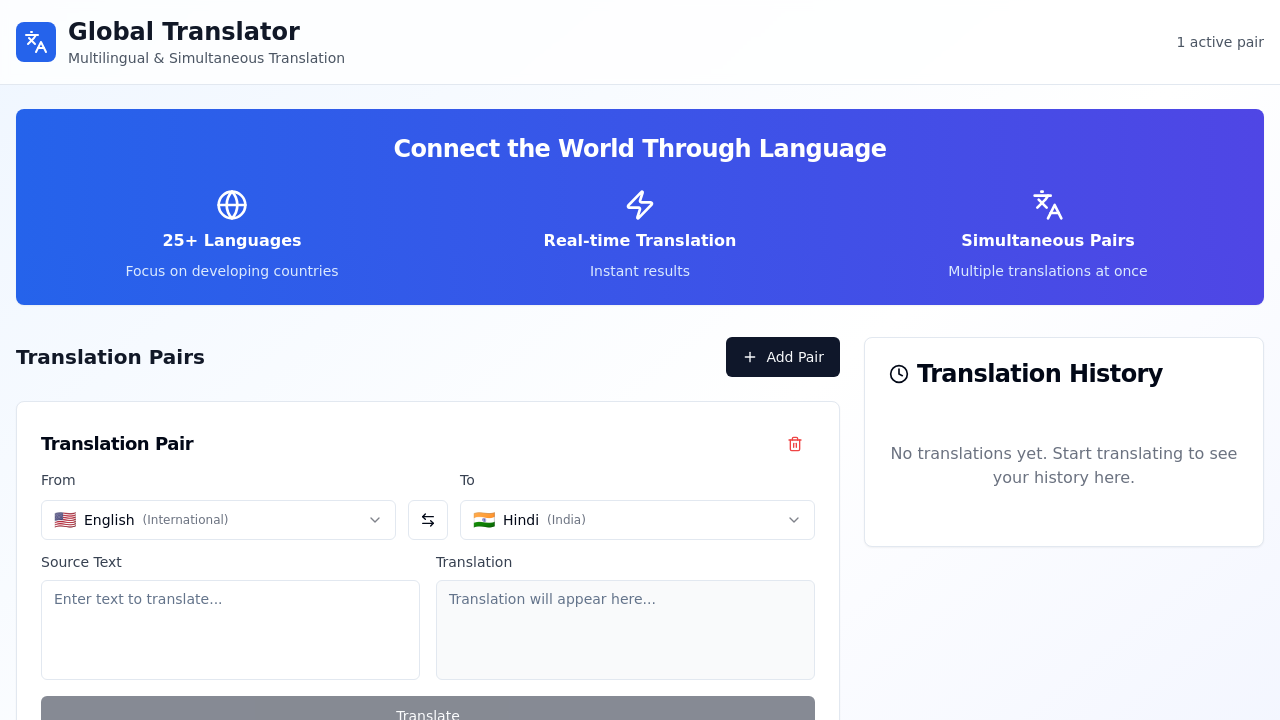 Global Translator
Multilingual & Simultaneous Translation
1 active pair
Connect the World Through Language
25+ Languages
Focus on developing countries
Real-time Translation
Instant results
Simultaneous Pairs
Multiple translations at once
Translation Pairs
Add Pair
Translation Pair
From
To
English (International)
Hindi (India)
Source Text
Translation
Enter text to translate...
Translation will appear here...
Translate
Translation History
No translations yet. Start translating to see
your history here.